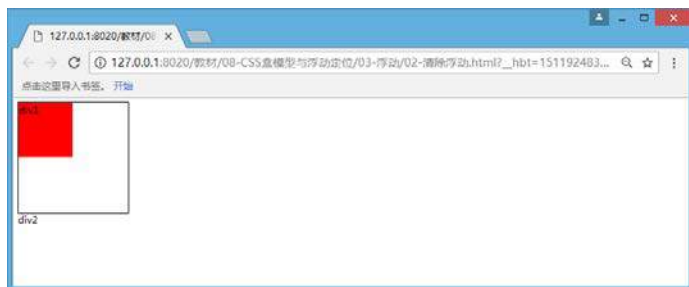 127.0.0.1:8020/教材/08
127.0.0.1:8020/教材/08-CSS盒模型与浮动定位/03-浮动/02-清除浮动.html?__hbt=151192483...
点击这里导入书签。 开始
div1
div2